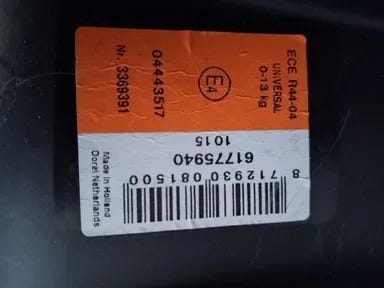 ECE R44-04
UNIVERSAL
0-13 kg
E4
04443517
Nr. 3369391
61775940
1015
8 712930 081500
Made in Holland
Dorel Netherlands